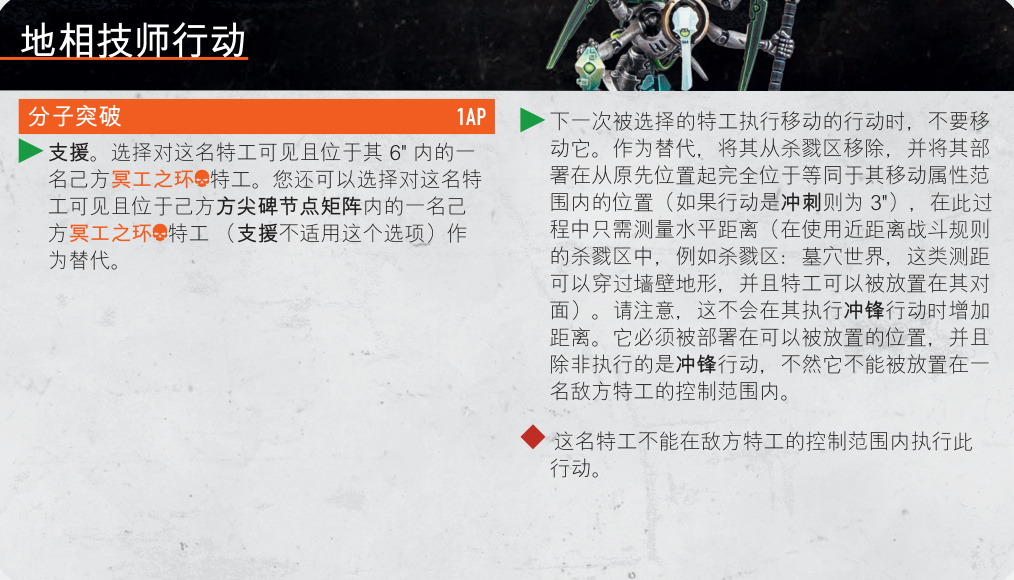 地相技师行动
分子突破 1AP
支援。选择对这名特工可见且位于其 6" 内的一
名己方冥工之环特工。您还可以选择对这名特
工可见且位于己方方尖碑节点矩阵内的一名己
方冥工之环特工 （支援不适用这个选项）作
为替代。
下一次被选择的特工执行移动的行动时，不要移
动它。作为替代，将其从杀戮区移除，并将其部
署在从原先位置起完全位于等同于其移动属性范
围内的位置（如果行动是冲刺则为 3"），在此过
程中只需测量水平距离（在使用近距离战斗规则
的杀戮区中，例如杀戮区：墓穴世界，这类测距
可以穿过墙壁地形，并且特工可以被放置在其对
面）。请注意，这不会在其执行冲锋行动时增加
距离。它必须被部署在可以被放置的位置，并且
除非执行的是冲锋行动，不然它不能被放置在一
名敌方特工的控制范围内。
这名特工不能在敌方特工的控制范围内执行此
行动。